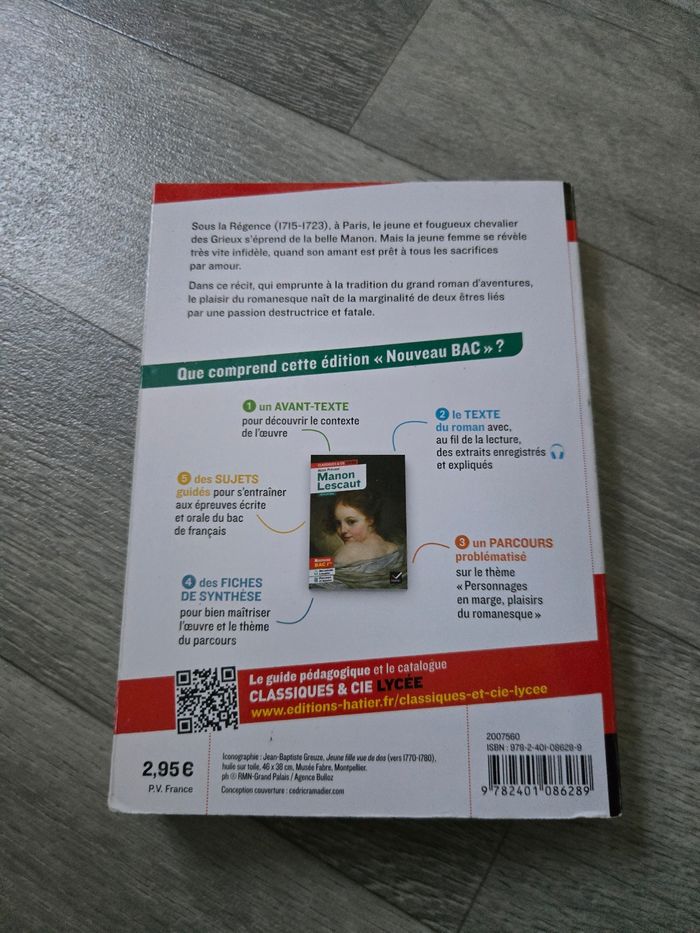 Sous la Régence (1715-1723), à Paris, le jeune et fougueux chevalier
des Grieux s'éprend de la belle Manon. Mais la jeune femme se révèle
très vite infidèle, quand son amant est prêt à tous les sacrifices
par amour.
Dans ce récit, qui emprunte à la tradition du grand roman d'aventures,
le plaisir du romanesque naît de la marginalité de deux êtres liés
par une passion destructrice et fatale.
Que comprend cette édition « Nouveau BAC » ?
1 un AVANT-TEXTE
pour découvrir le contexte
de l'œuvre
2 le TEXTE
du roman avec,
au fil de la lecture,
des extraits enregistrés
et expliqués
5 des SUJETS
guidés pour s'entraîner
aux épreuves écrite
et orale du bac
de français
CLASSIQUES & CIE
Manon
Lescaut
Nouveau
BAC 1re
3 un PARCOURS
problématisé
sur le thème
« Personnages
en marge, plaisirs
du romanesque »
4 des FICHES
DE SYNTHÈSE
pour bien maîtriser
l'œuvre et le thème
du parcours
Le guide pédagogique et le catalogue
CLASSIQUES & CIE LYCÉE
www.editions-hatier.fr/classiques-et-cie-lycee
2,95 €
P.V. France
Iconographie : Jean-Baptiste Greuze, Jeune fille vue de dos (vers 1770-1780),
huile sur toile, 46 x 38 cm, Musée Fabre, Montpellier.
ph © RMN-Grand Palais / Agence Bulloz
Conception couverture : cedricramadier.com
2007560
ISBN : 978-2-401-08628-9
9 782401 086289